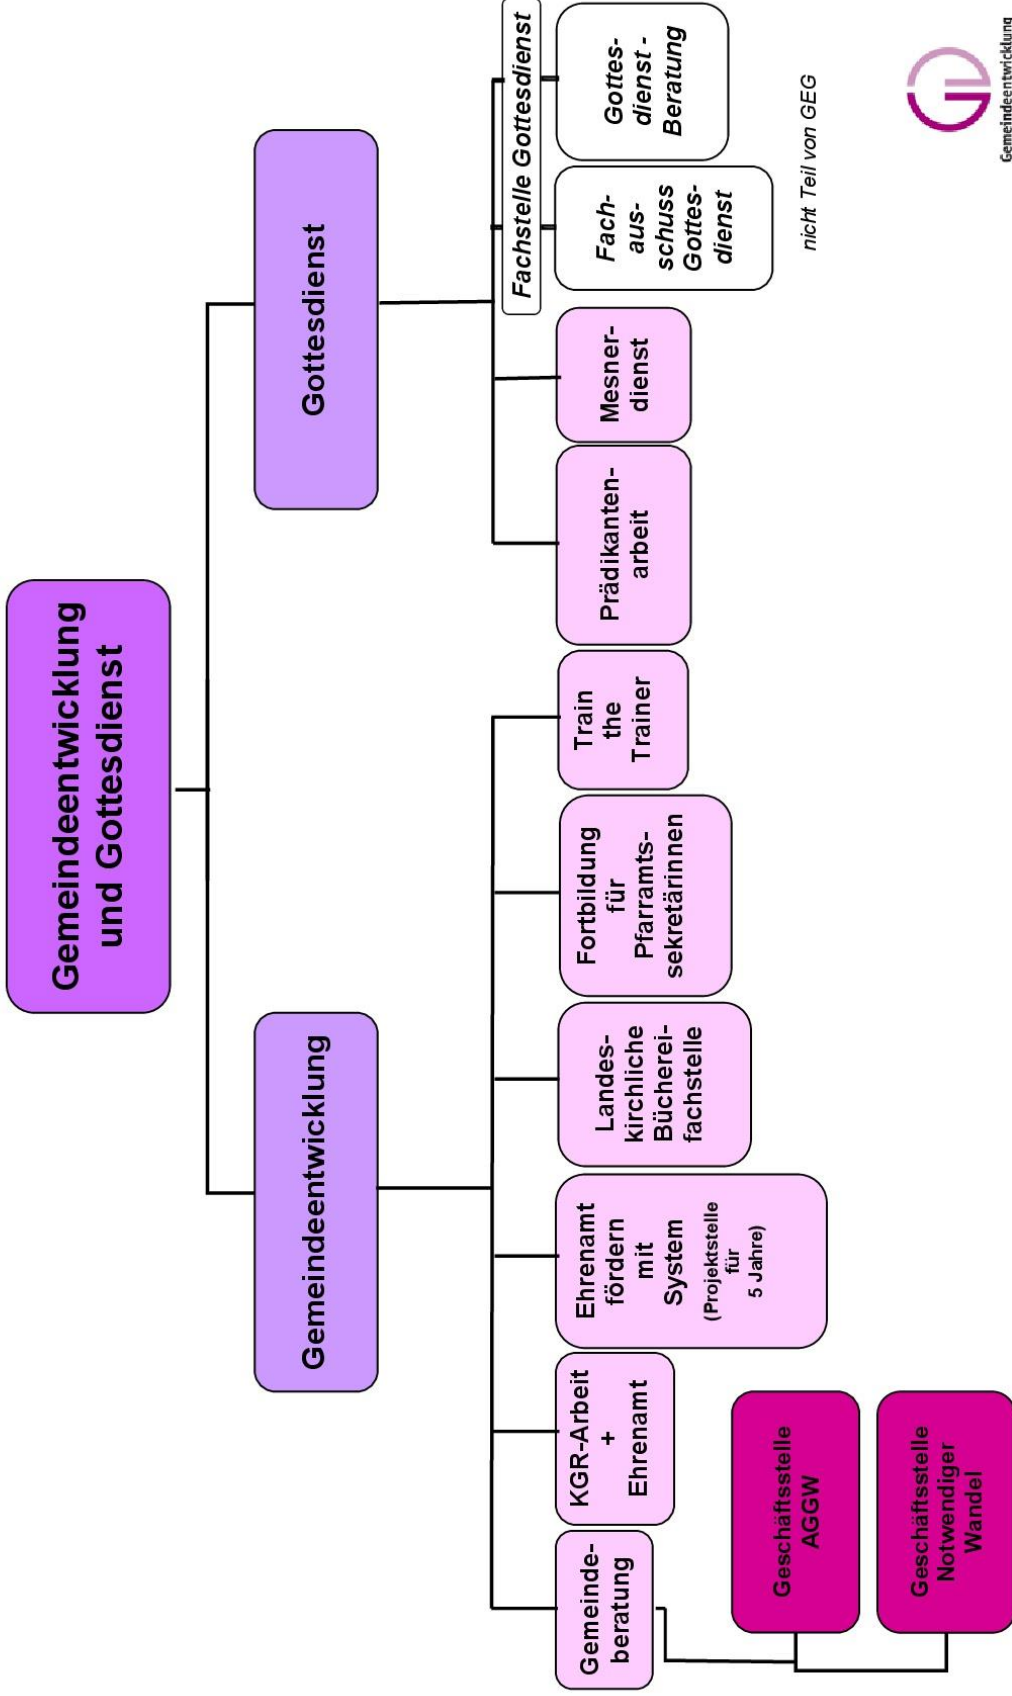 Gemeindeentwicklung
und Gottesdienst
Gemeindeentwicklung
Gottesdienst
Gemeinde-
beratung
KGR-Arbeit
+
Ehrenamt
Ehrenamt
fördern
mit
System
(Projektstelle
für
5 Jahre)
Landes-
kirchliche
Bücherei-
fachstelle
Fortbildung
für
Pfarramts-
sekretärinnen
Train
the
Trainer
Prädikanten-
arbeit
Mesner-
dienst
Fachstelle Gottesdienst
Fach-
aus-
schuss
Gottes-
dienst
Gottes-
dienst -
Beratung
nicht Teil von GEG
Geschäftsstelle
AGGW
Geschäftsstelle
Notwendiger
Wandel
Gemeindeentwicklung